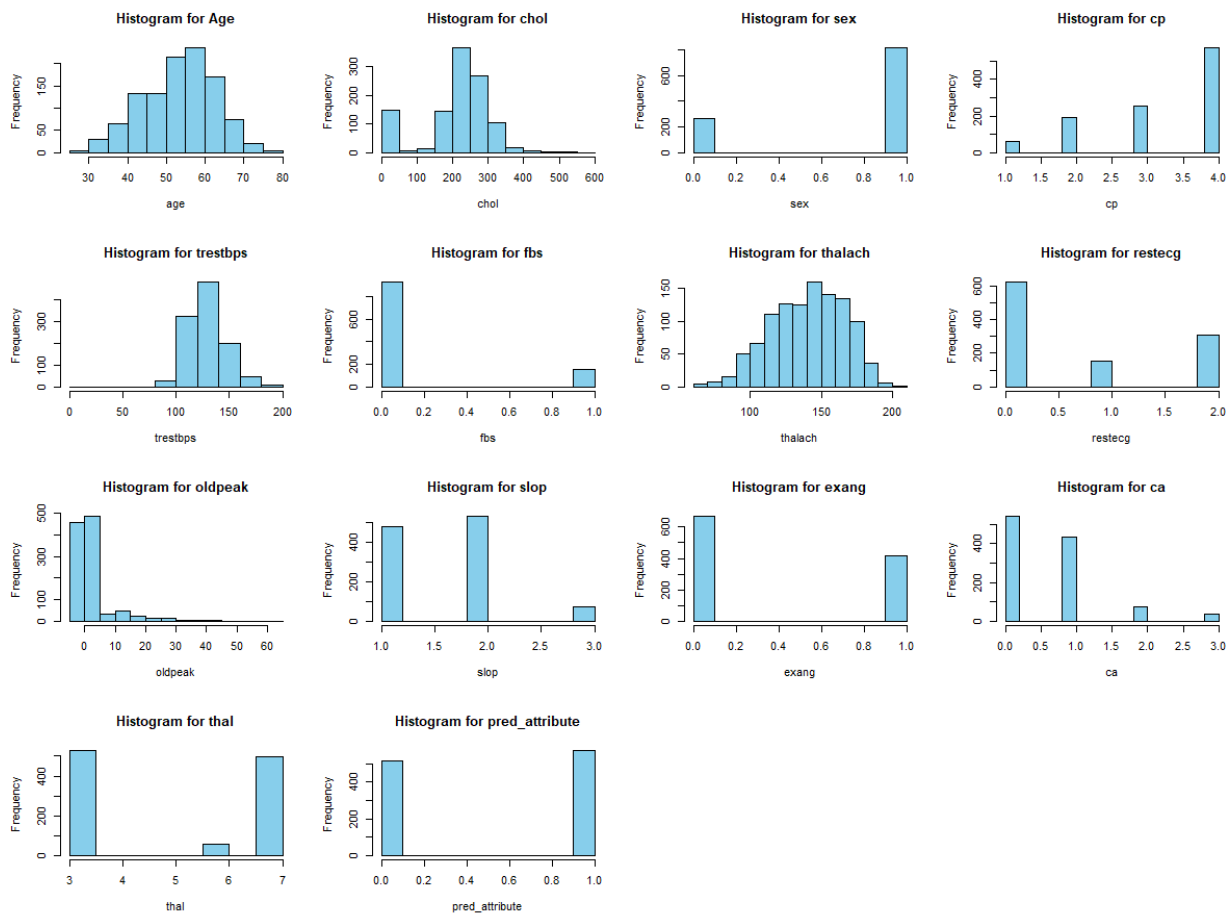 Histogram for Age
Frequency
0 50 150
30 40 50 60 70 80
age
Histogram for chol
Frequency
0 100 200 300
0 100 200 300 400 500 600
chol
Histogram for sex
Frequency
0 200 600
0.0 0.2 0.4 0.6 0.8 1.0
sex
Histogram for cp
Frequency
0 200 400
1.0 1.5 2.0 2.5 3.0 3.5 4.0
cp
Histogram for trestbps
Frequency
0 100 300
0 50 100 150 200
trestbps
Histogram for fbs
Frequency
0 200 600
0.0 0.2 0.4 0.6 0.8 1.0
fbs
Histogram for thalach
Frequency
0 50 100 150
100 150 200
thalach
Histogram for restecg
Frequency
0 200 400 600
0.0 0.5 1.0 1.5 2.0
restecg
Histogram for oldpeak
Frequency
0 100 300 500
0 10 20 30 40 50 60
oldpeak
Histogram for slop
Frequency
0 200 400
1.0 1.5 2.0 2.5 3.0
slop
Histogram for exang
Frequency
0 200 400 600
0.0 0.2 0.4 0.6 0.8 1.0
exang
Histogram for ca
Frequency
0 200 400
0.0 0.5 1.0 1.5 2.0 2.5 3.0
ca
Histogram for thal
Frequency
0 200 400
3 4 5 6 7
thal
Histogram for pred_attribute
Frequency
0 200 400
0.0 0.2 0.4 0.6 0.8 1.0
pred_attribute